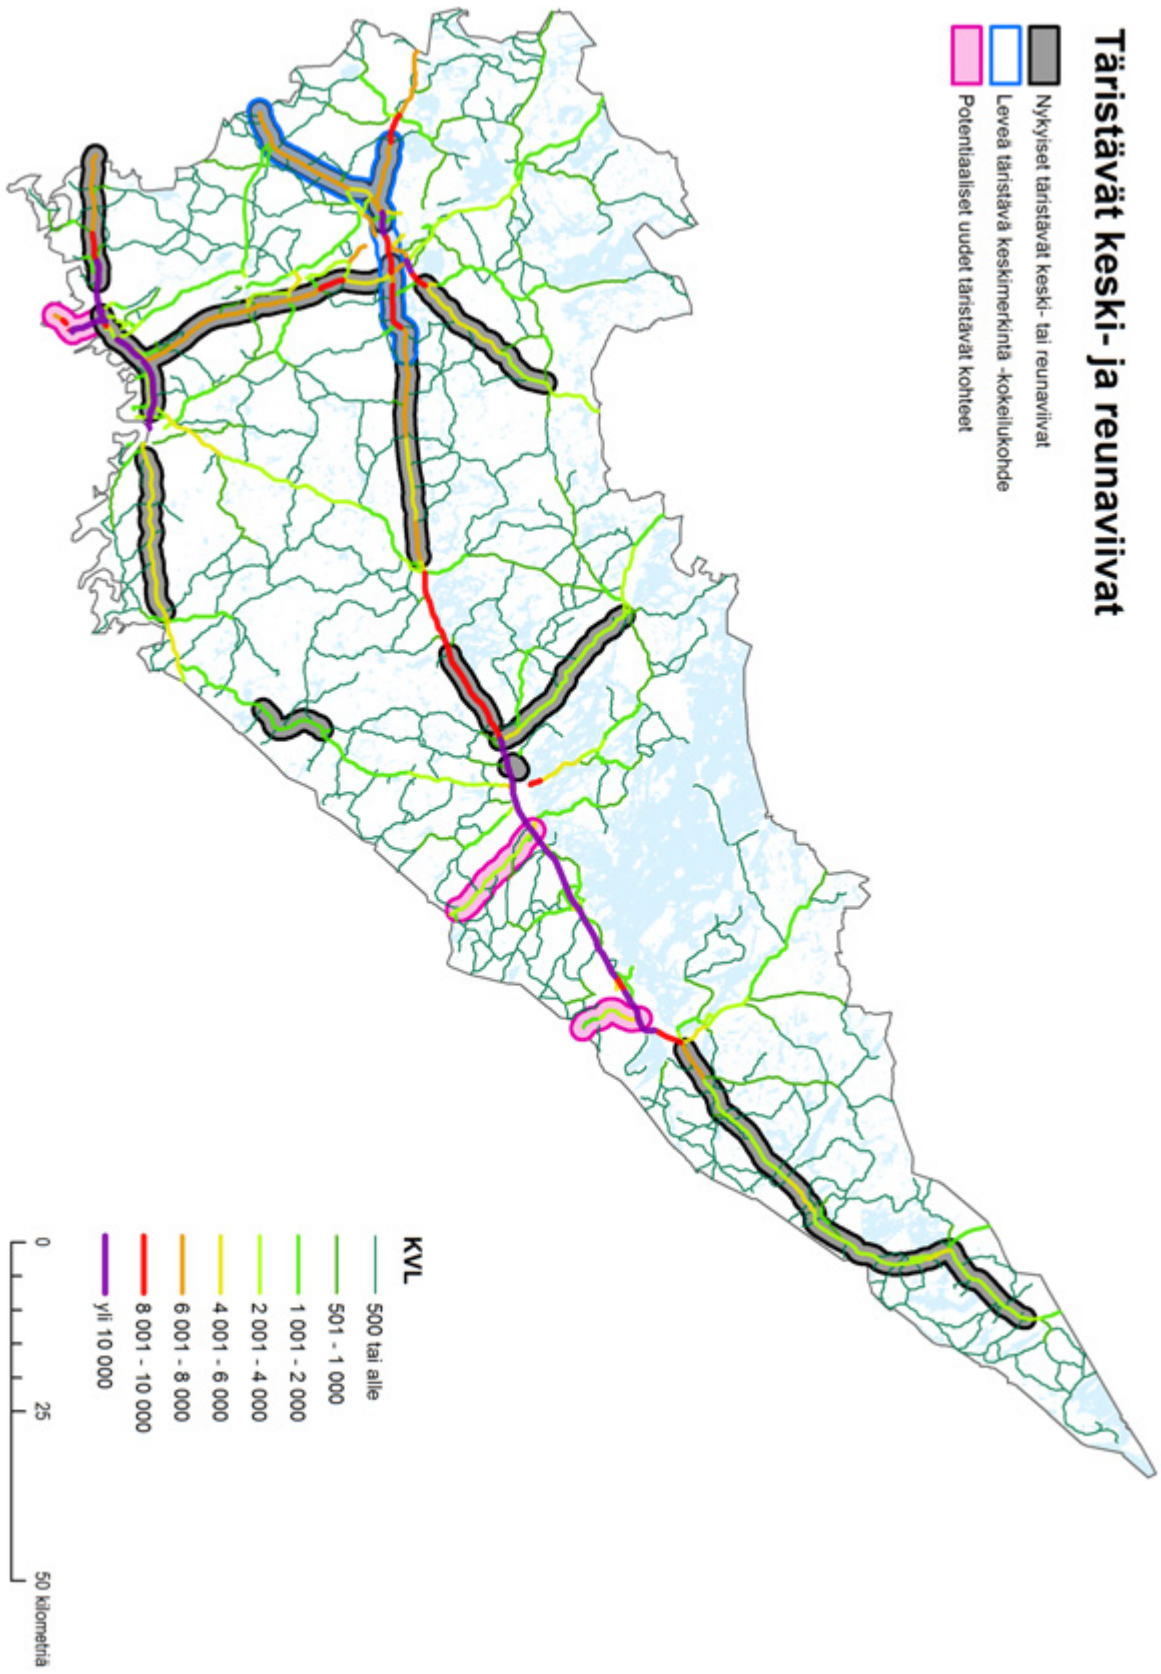 Täristävät keski- ja reunaviivat
Nykyiset täristävät keski- tai reunaviivat
Leveä täristävä keskimerkintä -kokeilukohde
Potentiaaliset uudet täristävät kohteet
KVL
500 tai alle
501 - 1 000
1 001 - 2 000
2 001 - 4 000
4 001 - 6 000
6 001 - 8 000
8 001 - 10 000
yli 10 000
0 25 50 kilometriä